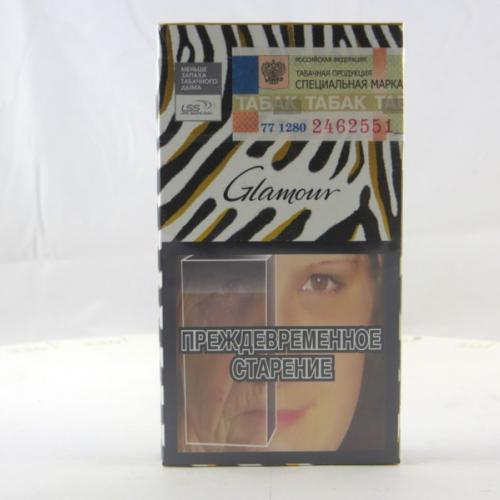 МЕНЬШЕ
ЗАПАХА
ТАБАЧНОГО
ДЫМА
LSS
РОССИЙСКАЯ ФЕДЕРАЦИЯ
ТАБАЧНАЯ ПРОДУКЦИЯ
СПЕЦИАЛЬНАЯ МАРКА
ТАБАК ТАБАК ТАБАК
77 1280 2462551
Glamour
ПРЕЖДЕВРЕМЕННОЕ
СТАРЕНИЕ